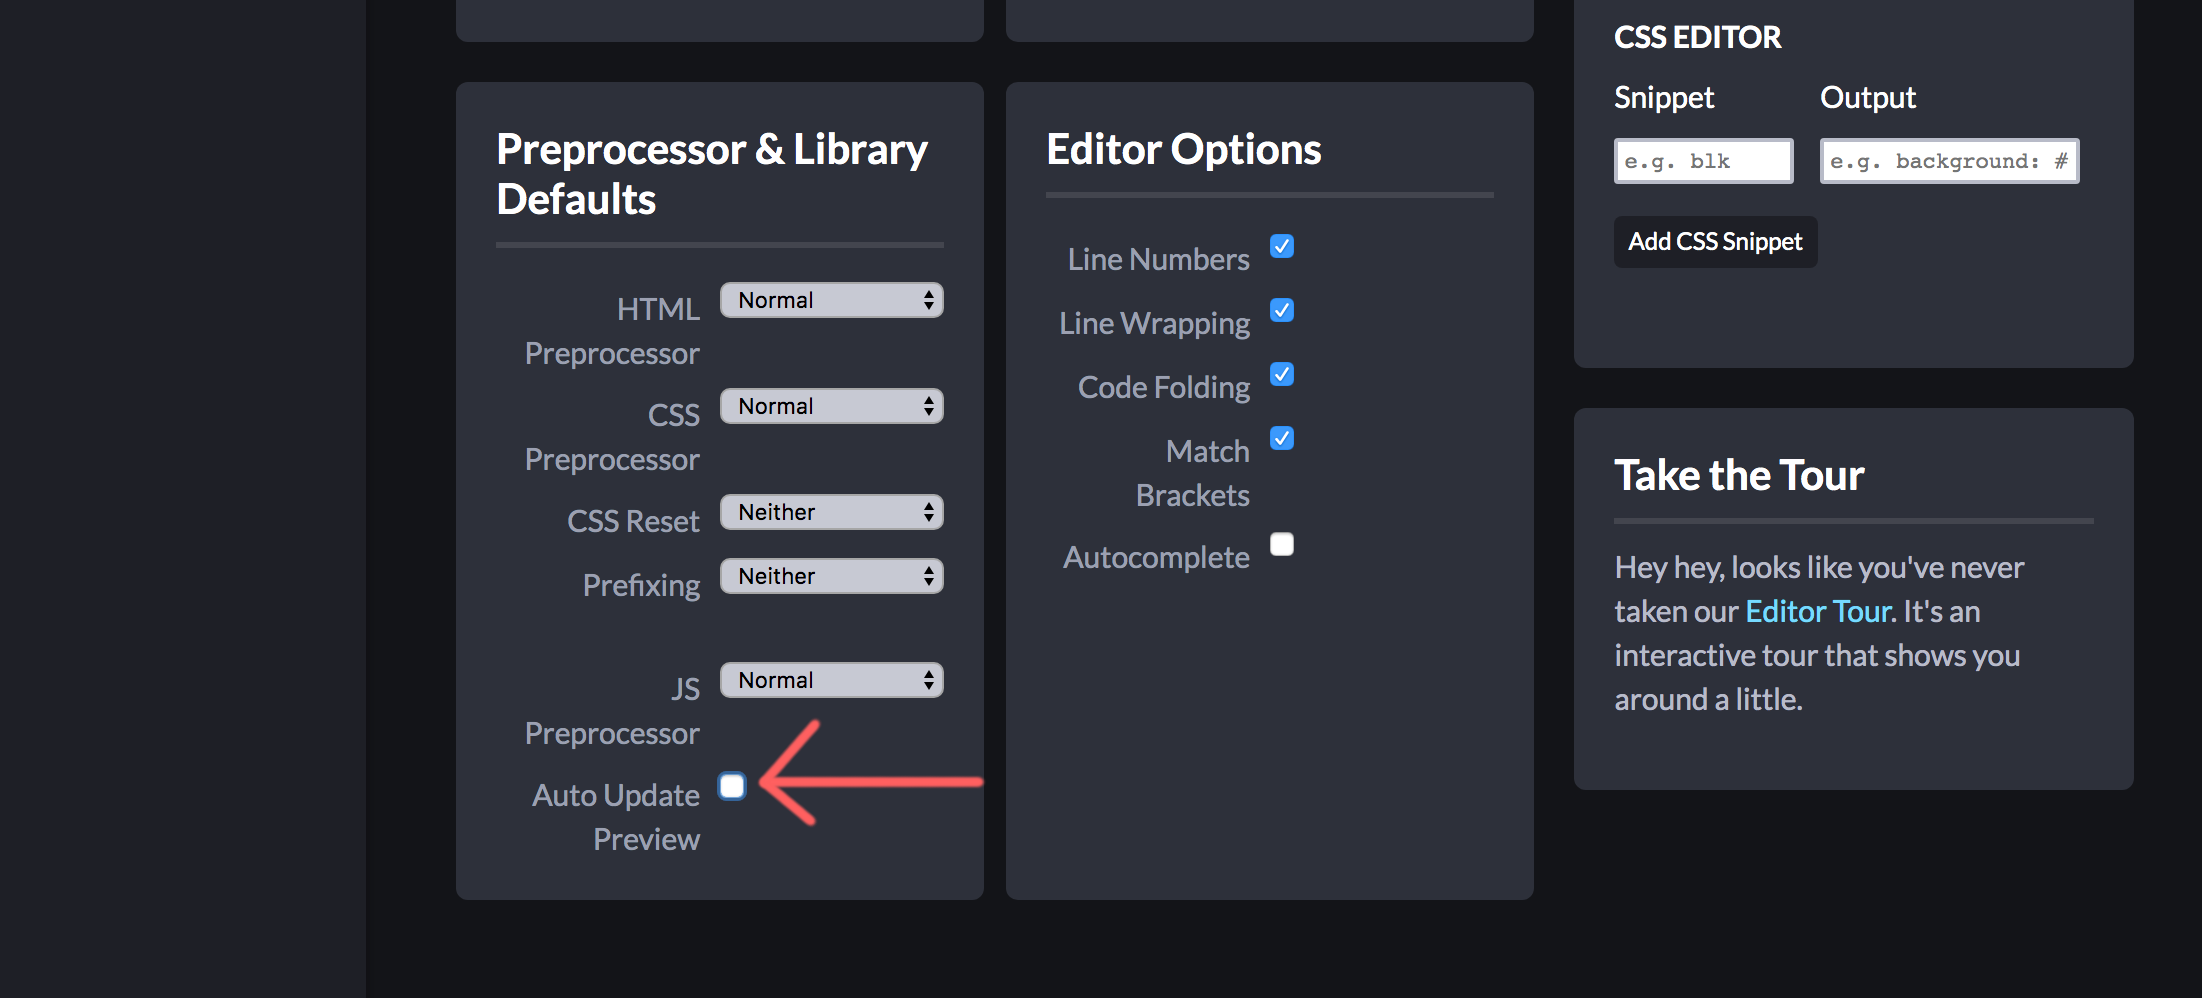 Preprocessor & Library
Defaults
HTML
Preprocessor
Normal
CSS
Preprocessor
Normal
CSS Reset
Neither
Prefixing
Neither
JS
Preprocessor
Normal
Auto Update
Preview
Editor Options
Line Numbers
Line Wrapping
Code Folding
Match
Brackets
Autocomplete
CSS EDITOR
Snippet
Output
e.g. blk
e.g. background: #
Add CSS Snippet
Take the Tour
Hey hey, looks like you've never
taken our Editor Tour. It's an
interactive tour that shows you
around a little.